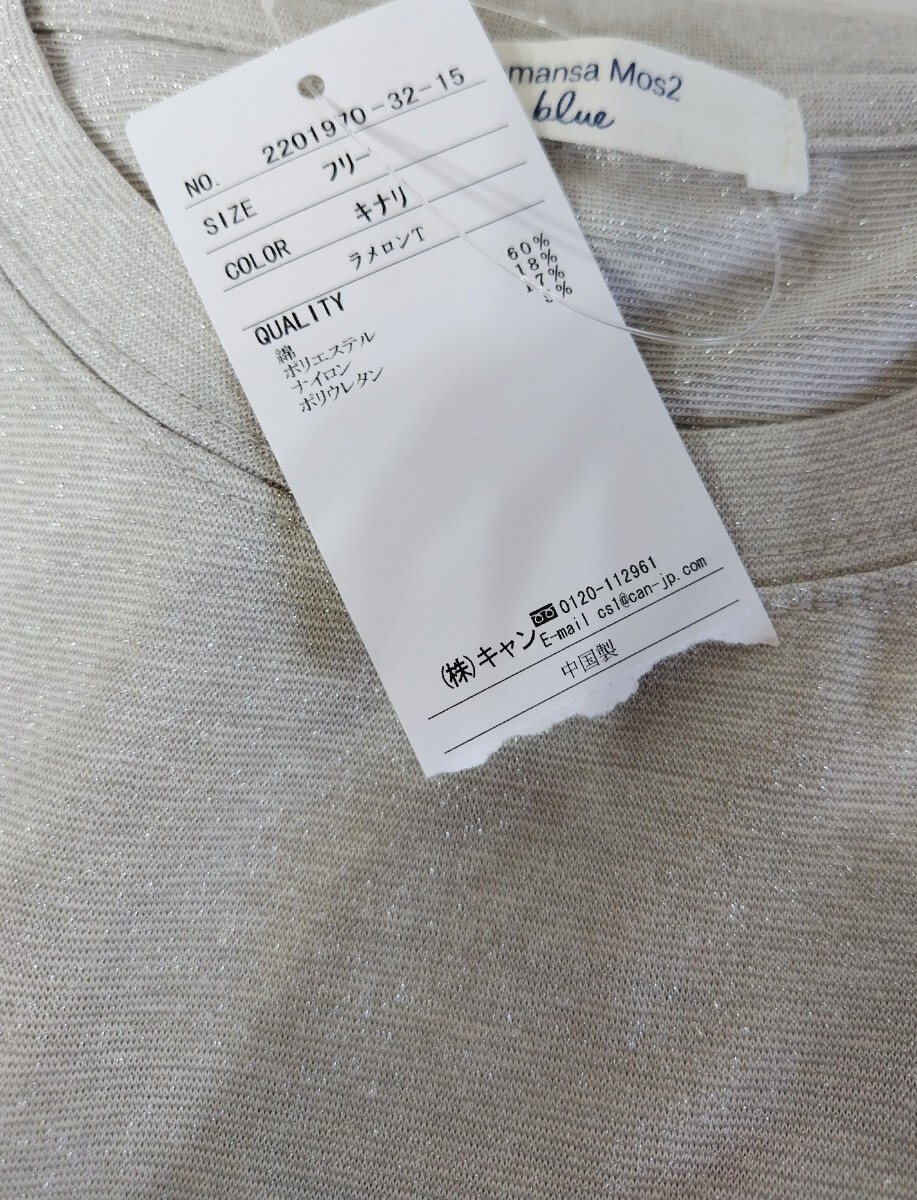 mansa Mos2
blue
NO. 2201970-32-15
SIZE フリー
COLOR キナリ
ラメロンT
QUALITY
綿 60%
ポリエステル 18%
ナイロン 17%
ポリウレタン 5%
(株)キャン 0120-112961
E-mail cs1@can-jp.com
中国製